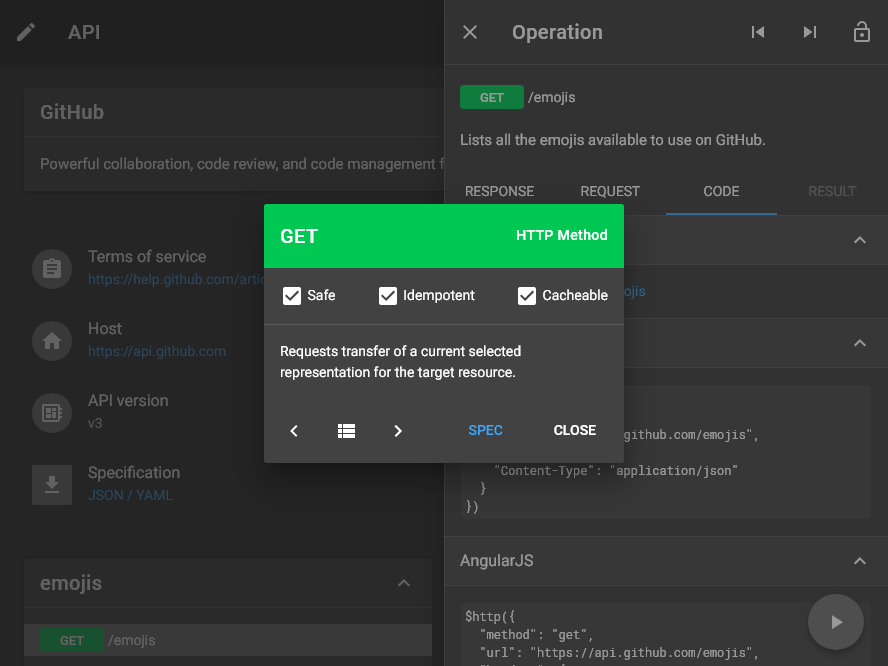 API
GitHub
Powerful collaboration, code review, and code management
Terms of service
https://help.github.com/artic
Host
https://api.github.com
API version
v3
Specification
JSON / YAML
emojis
GET /emojis
Operation
GET /emojis
Lists all the emojis available to use on GitHub.
RESPONSE REQUEST CODE RESULT
GET HTTP Method
Safe Idempotent Cacheable
Requests transfer of a current selected
representation for the target resource.
SPEC CLOSE
ojis
github.com/emojis",
"Content-Type": "application/json"
}
})
AngularJS
$http({
"method": "get",
"url": "https://api.github.com/emojis",